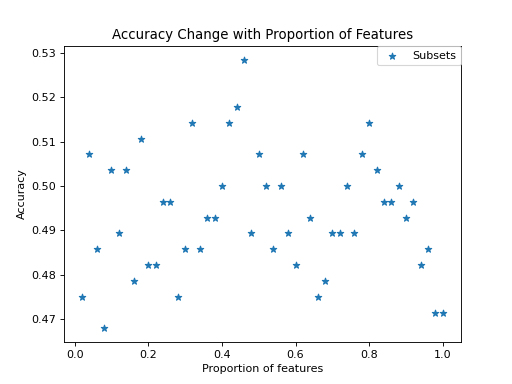 Accuracy Change with Proportion of Features
Subsets
0.53
0.52
0.51
0.50
0.49
0.48
0.47
Accuracy
0.0 0.2 0.4 0.6 0.8 1.0
Proportion of features